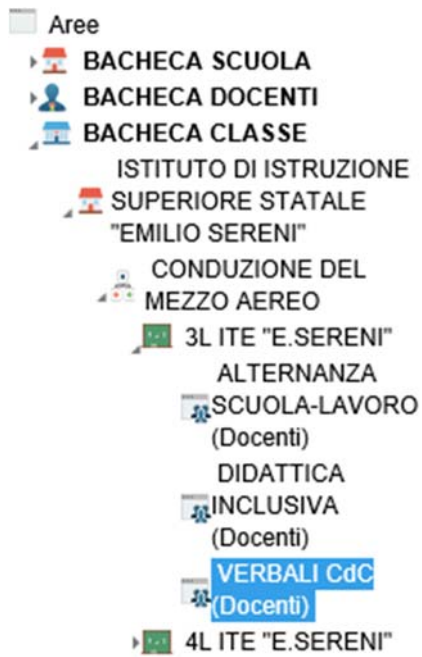 Aree
BACHECA SCUOLA
BACHECA DOCENTI
BACHECA CLASSE
ISTITUTO DI ISTRUZIONE
SUPERIORE STATALE
"EMILIO SERENI"
CONDUZIONE DEL
MEZZO AEREO
3L ITE "E.SERENI"
ALTERNANZA
SCUOLA-LAVORO
(Docenti)
DIDATTICA
INCLUSIVA
(Docenti)
VERBALI CdC
(Docenti)
4L ITE "E.SERENI"